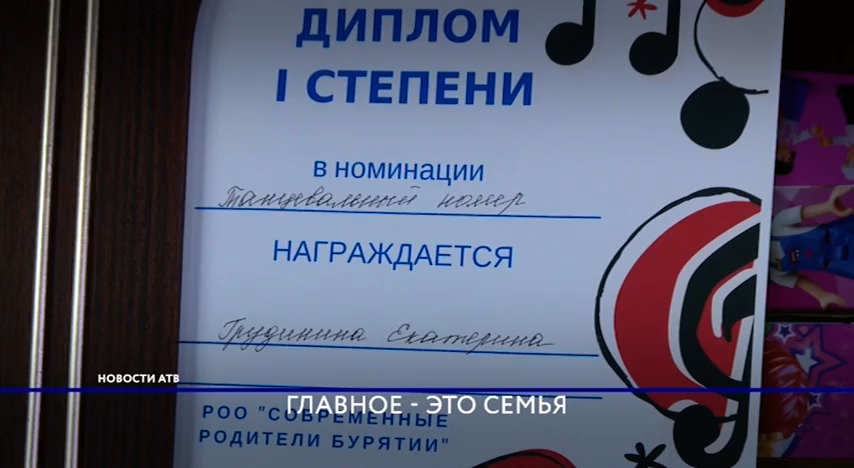 ДИПЛОМ
I СТЕПЕНИ
в номинации
Танцевальный номер
НАГРАЖДАЕТСЯ
Грудинина Екатерина
НОВОСТИ АТВ
ГЛАВНОЕ - ЭТО СЕМЬЯ
РОО "СОВРЕМЕННЫЕ
РОДИТЕЛИ БУРЯТИИ"